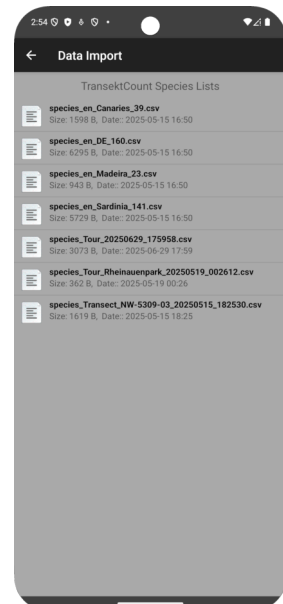 2:54
Data Import
TransektCount Species Lists
species_en_Canaries_39.csv
Size: 1598 B, Date:: 2025-05-15 16:50
species_en_DE_160.csv
Size: 6295 B, Date:: 2025-05-15 16:50
species_en_Madeira_23.csv
Size: 943 B, Date:: 2025-05-15 16:50
species_en_Sardinia_141.csv
Size: 5729 B, Date:: 2025-05-15 16:50
species_Tour_20250629_175958.csv
Size: 3073 B, Date:: 2025-06-29 17:59
species_Tour_Rheinauenpark_20250519_002612.csv
Size: 362 B, Date:: 2025-05-19 00:26
species_Transect_NW-5309-03_20250515_182530.csv
Size: 1619 B, Date:: 2025-05-15 18:25